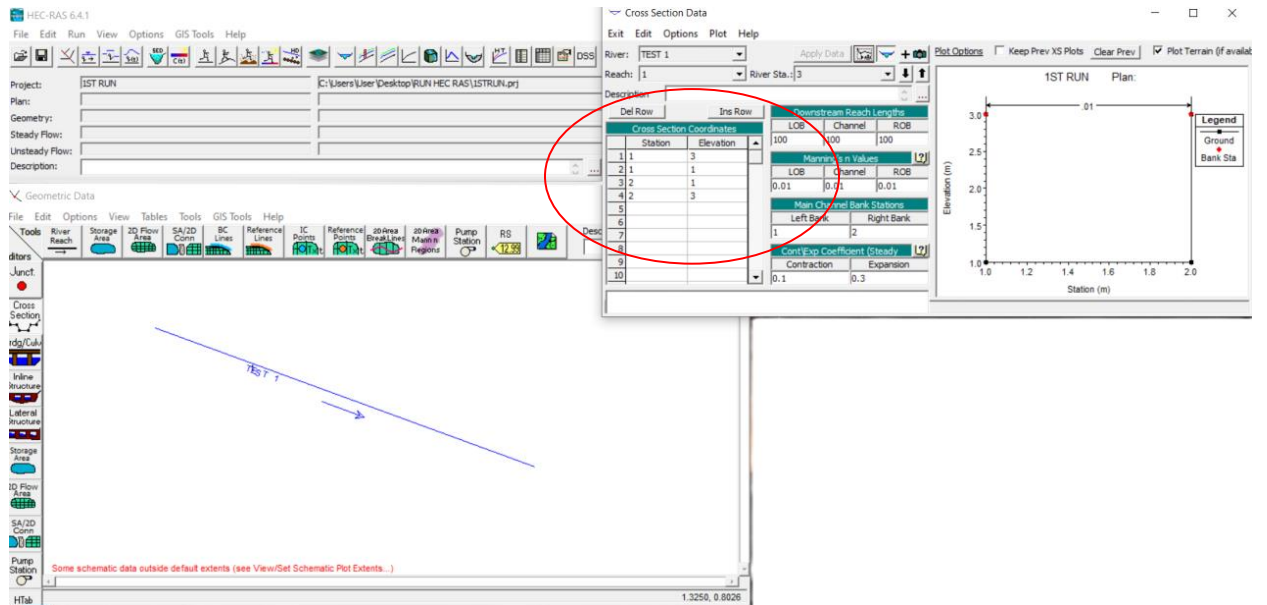 HEC-RAS 6.4.1
File Edit Run View Options GIS Tools Help
DSS
Project: 1ST RUN C:\Users\User\Desktop\RUN HEC RAS\1STRUN.prj
Plan:
Geometry:
Steady Flow:
Unsteady Flow:
Description: ...
Geometric Data
File Edit Options View Tables Tools GIS Tools Help
Tools River Reach Storage Area 2D Flow Area SA/2D Conn BC Lines Reference Lines IC Points Reference Points 2D Area BreakLines 2D Area Mann n Regions Pump Station RS Desc
ditors
Junct.
Cross Section
rdg/Culv
Inline
tructure
Lateral
tructure
Storage Area
2D Flow Area
SA/2D Conn
Pump Station
HTab
TEST 1
Some schematic data outside default extents (see View/Set Schematic Plot Extents...)
1.3250, 0.8026
Cross Section Data
Exit Edit Options Plot Help
River: TEST 1 Apply Data
Reach: 1 River Sta.: 3
Description ...
Del Row Ins Row
Cross Section Coordinates
Station Elevation
1 1 3
2 1 1
3 2 1
4 2 3
5
6
7
8
9
10
Downstream Reach Lengths
LOB Channel ROB
100 100 100
Manning's n Values
LOB Channel ROB
0.01 0.01 0.01
Main Channel Bank Stations
Left Bank Right Bank
1 2
Cont\Exp Coefficient (Steady
Contraction Expansion
0.1 0.3
Plot Options Keep Prev XS Plots Clear Prev Plot Terrain (if availab
1ST RUN Plan:
.01
Legend
Ground
Bank Sta
3.0
2.5
2.0
1.5
1.0
Elevation (m)
1.0 1.2 1.4 1.6 1.8 2.0
Station (m)